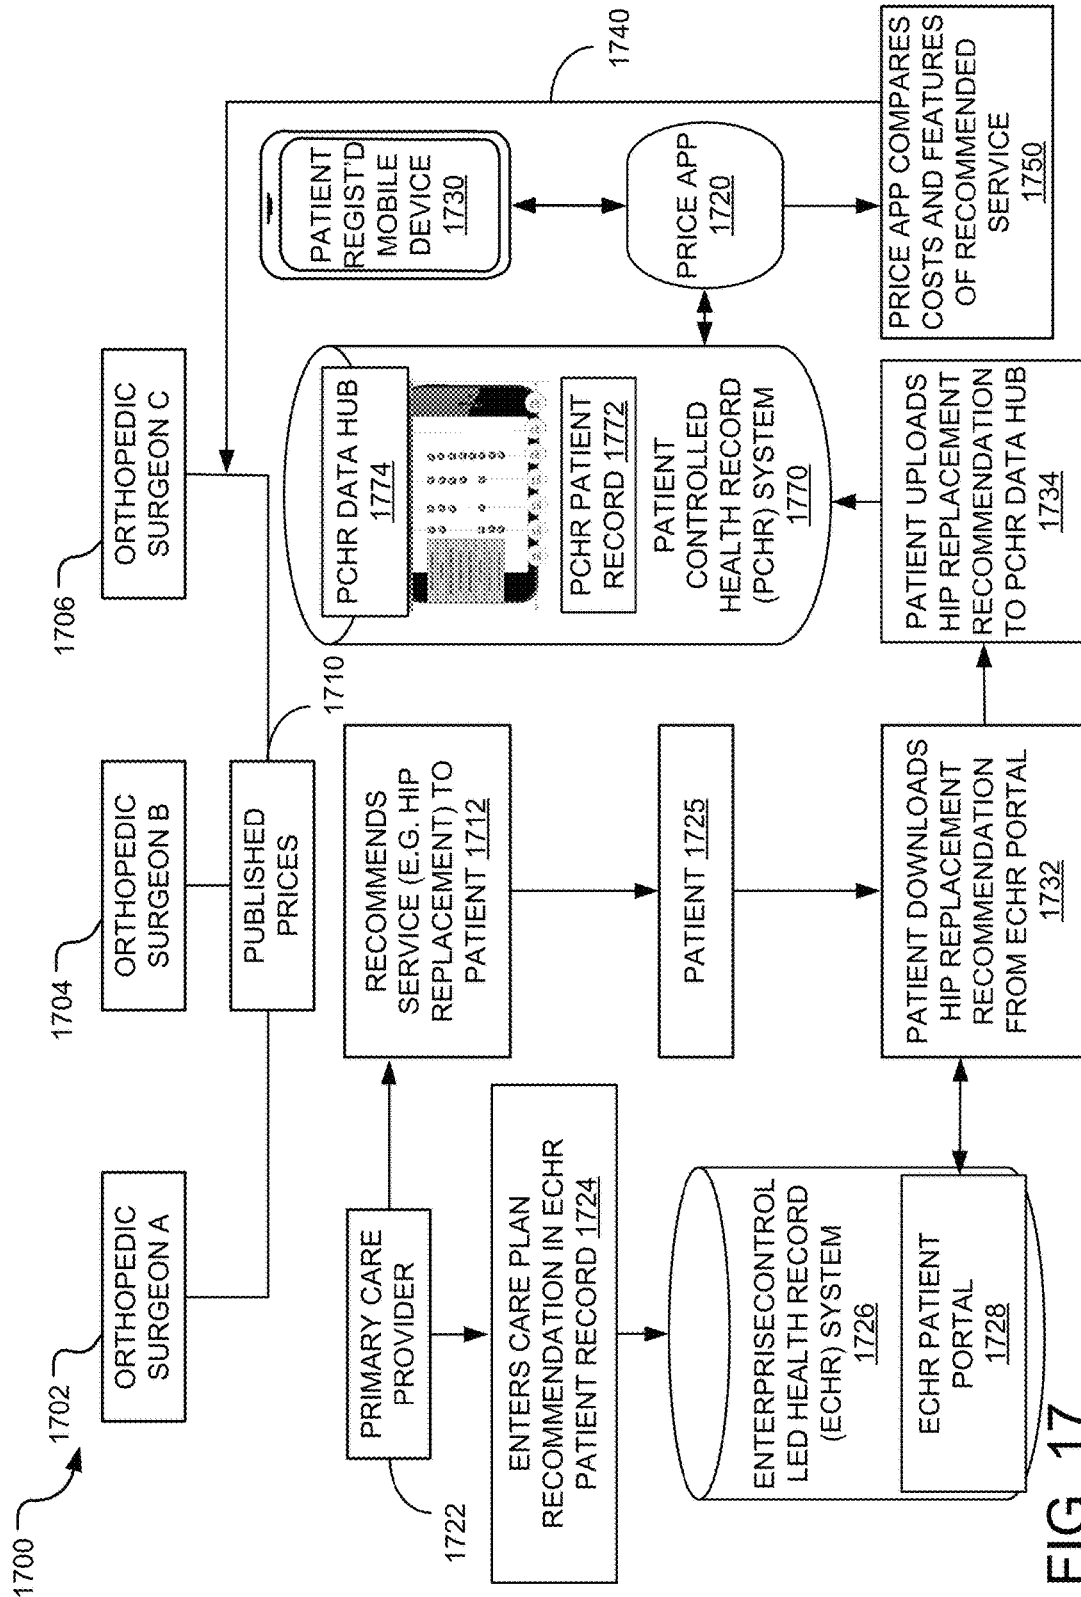 1700
1702
ORTHOPEDIC
SURGEON A
1704
ORTHOPEDIC
SURGEON B
1706
ORTHOPEDIC
SURGEON C
PUBLISHED
PRICES
1710
1740
1722
PRIMARY CARE
PROVIDER
RECOMMENDS
SERVICE (E.G. HIP
REPLACEMENT) TO
PATIENT 1712
ENTERS CARE PLAN
RECOMMENDATION IN ECHR
PATIENT RECORD 1724
PATIENT 1725
ENTERPRISECONTROL
LED HEALTH RECORD
(ECHR) SYSTEM
1726
ECHR PATIENT
PORTAL
1728
PATIENT DOWNLOADS
HIP REPLACEMENT
RECOMMENDATION
FROM ECHR PORTAL
1732
PATIENT UPLOADS
HIP REPLACEMENT
RECOMMENDATION
TO PCHR DATA HUB
1734
PCHR DATA HUB
1774
PCHR PATIENT
RECORD 1772
PATIENT
CONTROLLED
HEALTH RECORD
(PCHR) SYSTEM
1770
PATIENT
REGIST'D
MOBILE
DEVICE
1730
PRICE APP
1720
PRICE APP COMPARES
COSTS AND FEATURES
OF RECOMMENDED
SERVICE
1750
FIG. 17